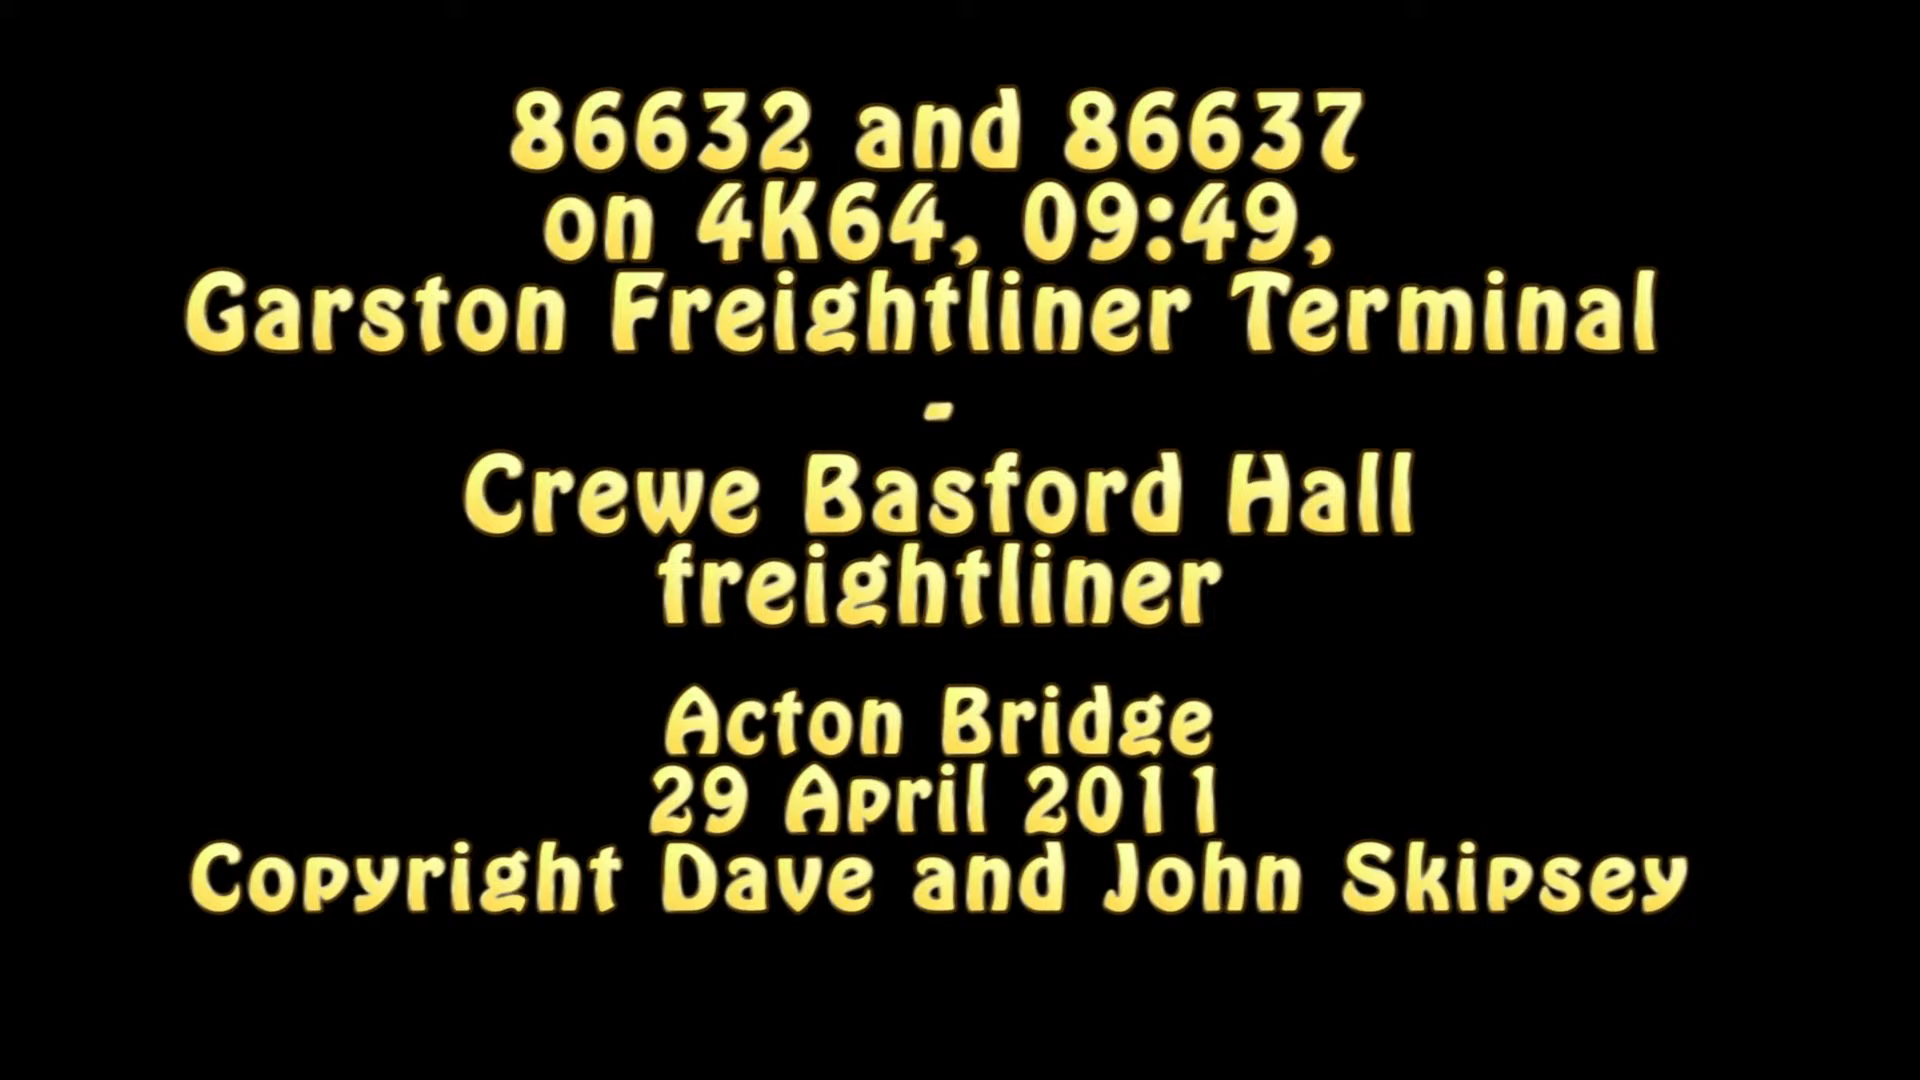 86632 and 86637
on 4K64, 09:49,
Garston Freightliner Terminal
-
Crewe Basford Hall
freightliner
Acton Bridge
29 April 2011
Copyright Dave and John Skipsey